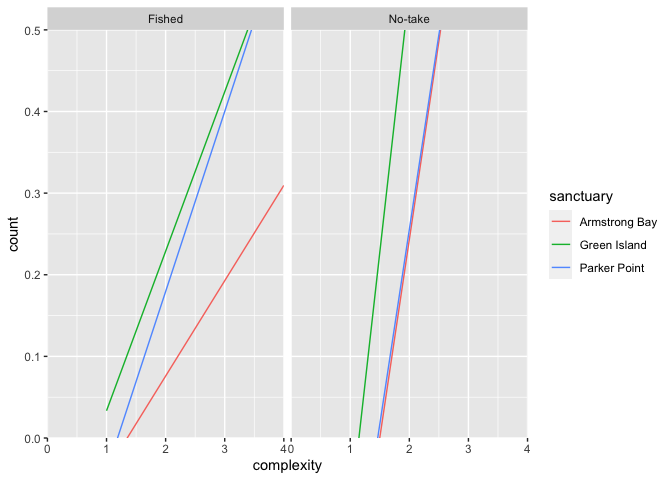 Fished No-take
0.5
0.4
0.3
0.2
0.1
0.0
count
0 1 2 3 4 0 1 2 3 4
complexity
sanctuary
Armstrong Bay
Green Island
Parker Point